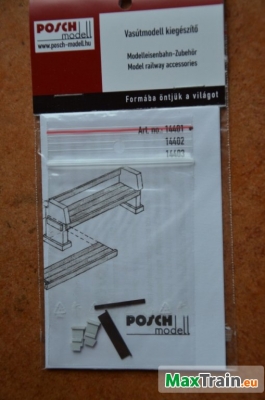 POSCH
modell
www.posch-modell.hu
Vasútmodell kiegészítő
Modelleisenbahn-Zubehör
Model railway accessories
Formába öntjük a világot
Art. no.: 14401
14402
14403
POSCH
modell
MaxTrain.eu